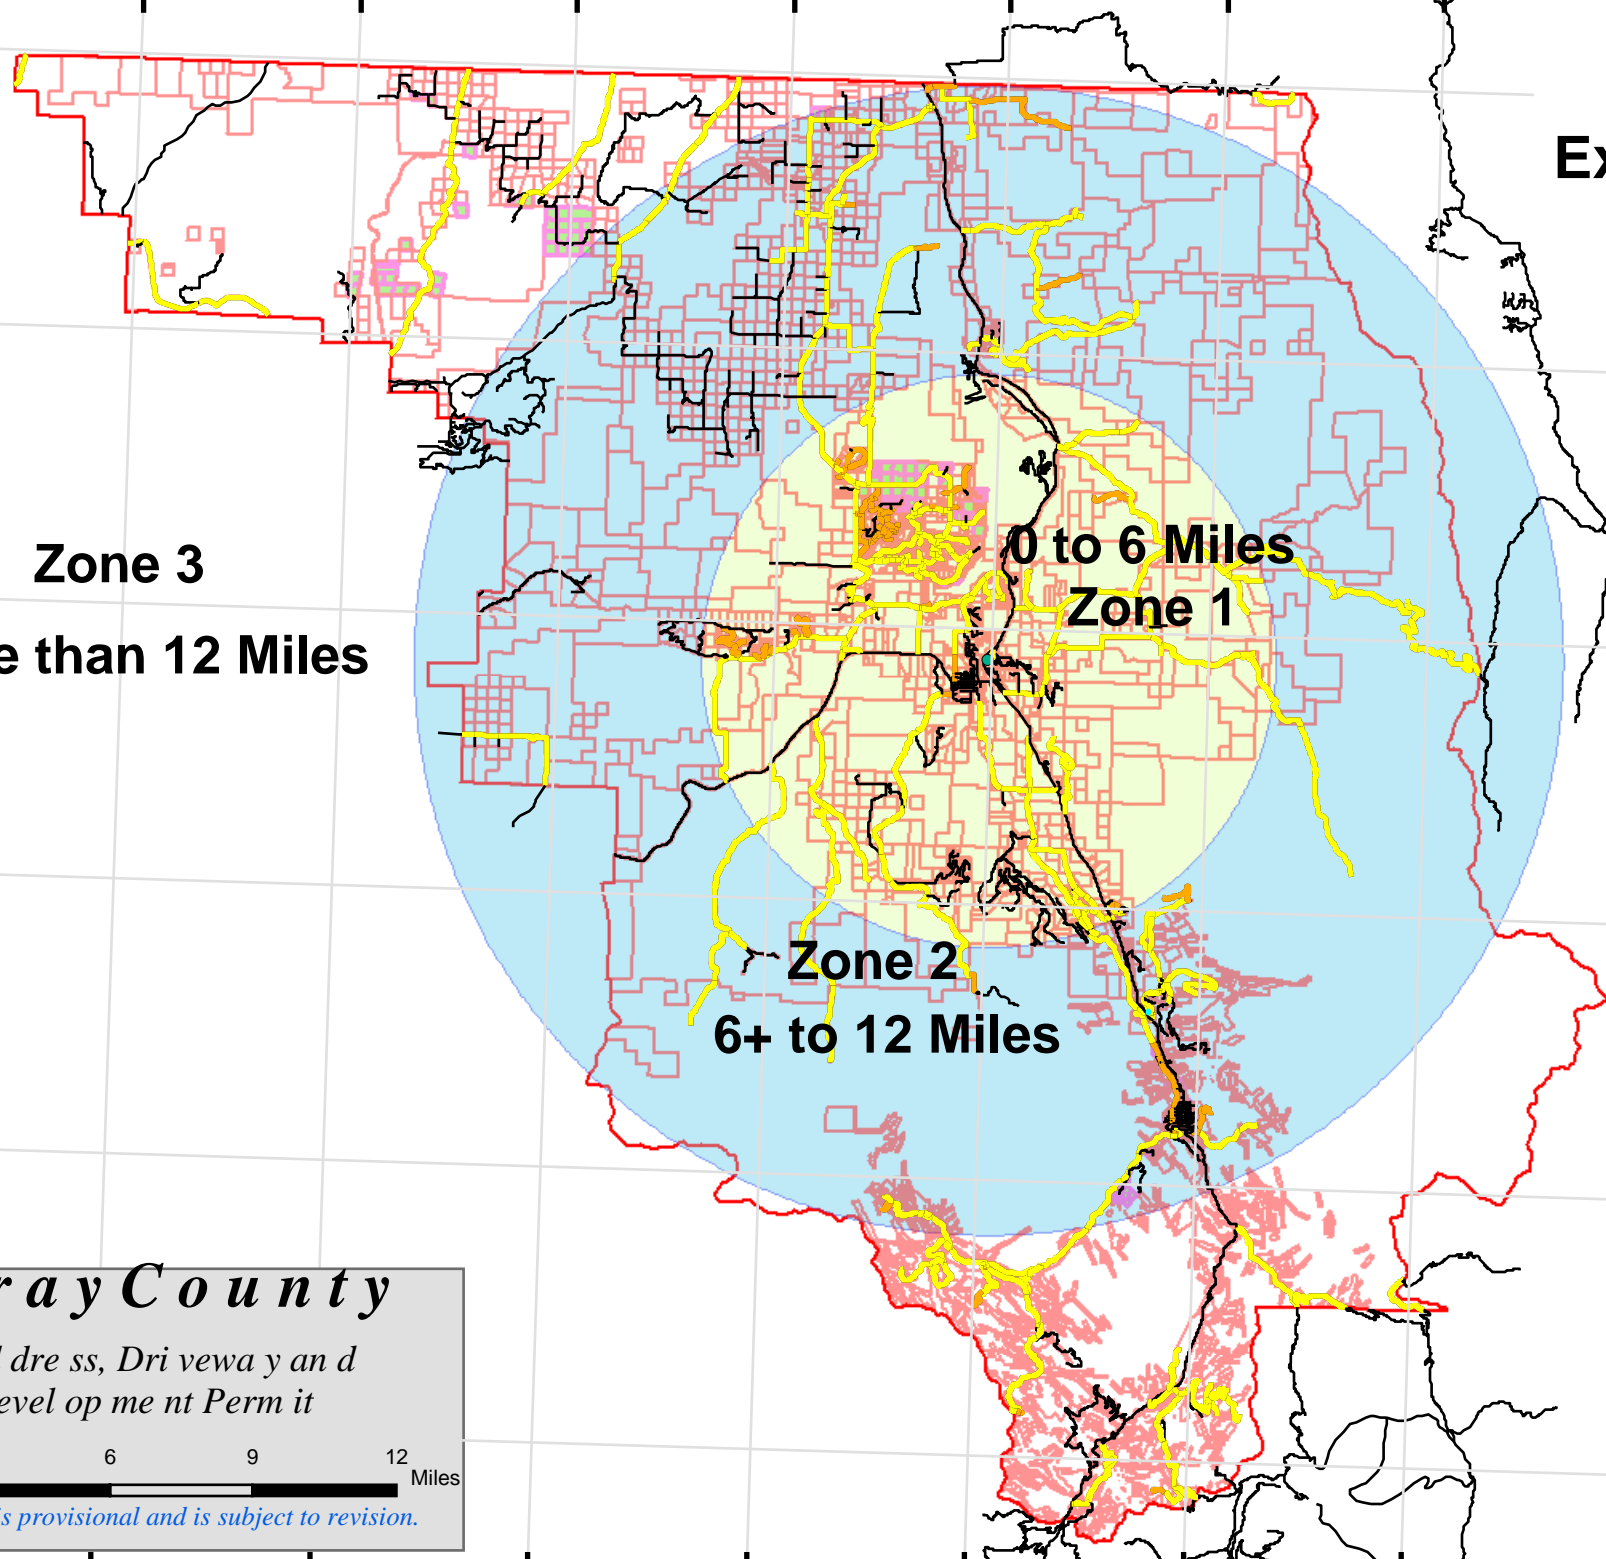 Ex
0 to 6 Miles
Zone 1
Zone 3
e than 12 Miles
Zone 2
6+ to 12 Miles
r a y C o u n t y
dre ss, Dri vewa y an d
evel op me nt Perm it
6 9 12
Miles
s provisional and is subject to revision.